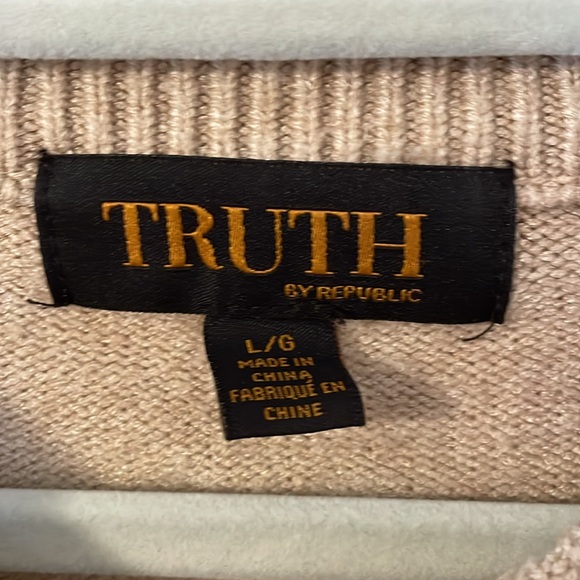 TRUTH
BY REPUBLIC
L/G
MADE IN
CHINA
FABRIQUÉ EN
CHINE